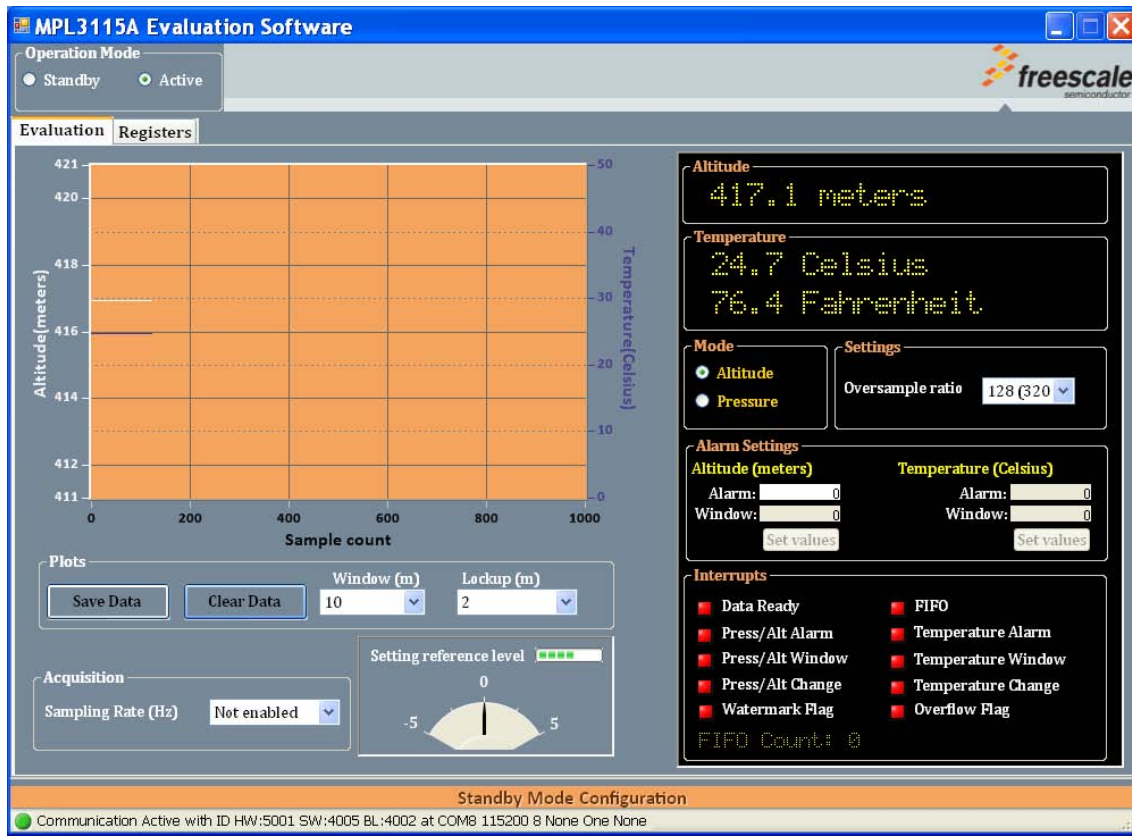 MPL3115A Evaluation Software
Operation Mode
Standby Active
freescale
semiconductor
Evaluation Registers
421
420
418
416
414
412
411
Altitude(meters)
50
40
30
20
10
0
Temperature(Celsius)
0 200 400 600 800 1000
Sample count
Plots
Save Data Clear Data
Window (m) Lockup (m)
10 2
Acquisition
Sampling Rate (Hz) Not enabled
Setting reference level
0
-5 5
Altitude
417.1 meters
Temperature
24.7 Celsius
76.4 Fahrenheit
Mode
Altitude
Pressure
Settings
Oversample ratio 128 (320
Alarm Settings
Altitude (meters) Temperature (Celsius)
Alarm: 0 Alarm: 0
Window: 0 Window: 0
Set values Set values
Interrupts
Data Ready FIFO
Press/Alt Alarm Temperature Alarm
Press/Alt Window Temperature Window
Press/Alt Change Temperature Change
Watermark Flag Overflow Flag
FIFO Count: 0
Standby Mode Configuration
Communication Active with ID HW:5001 SW:4005 BL:4002 at COM8 115200 8 None One None